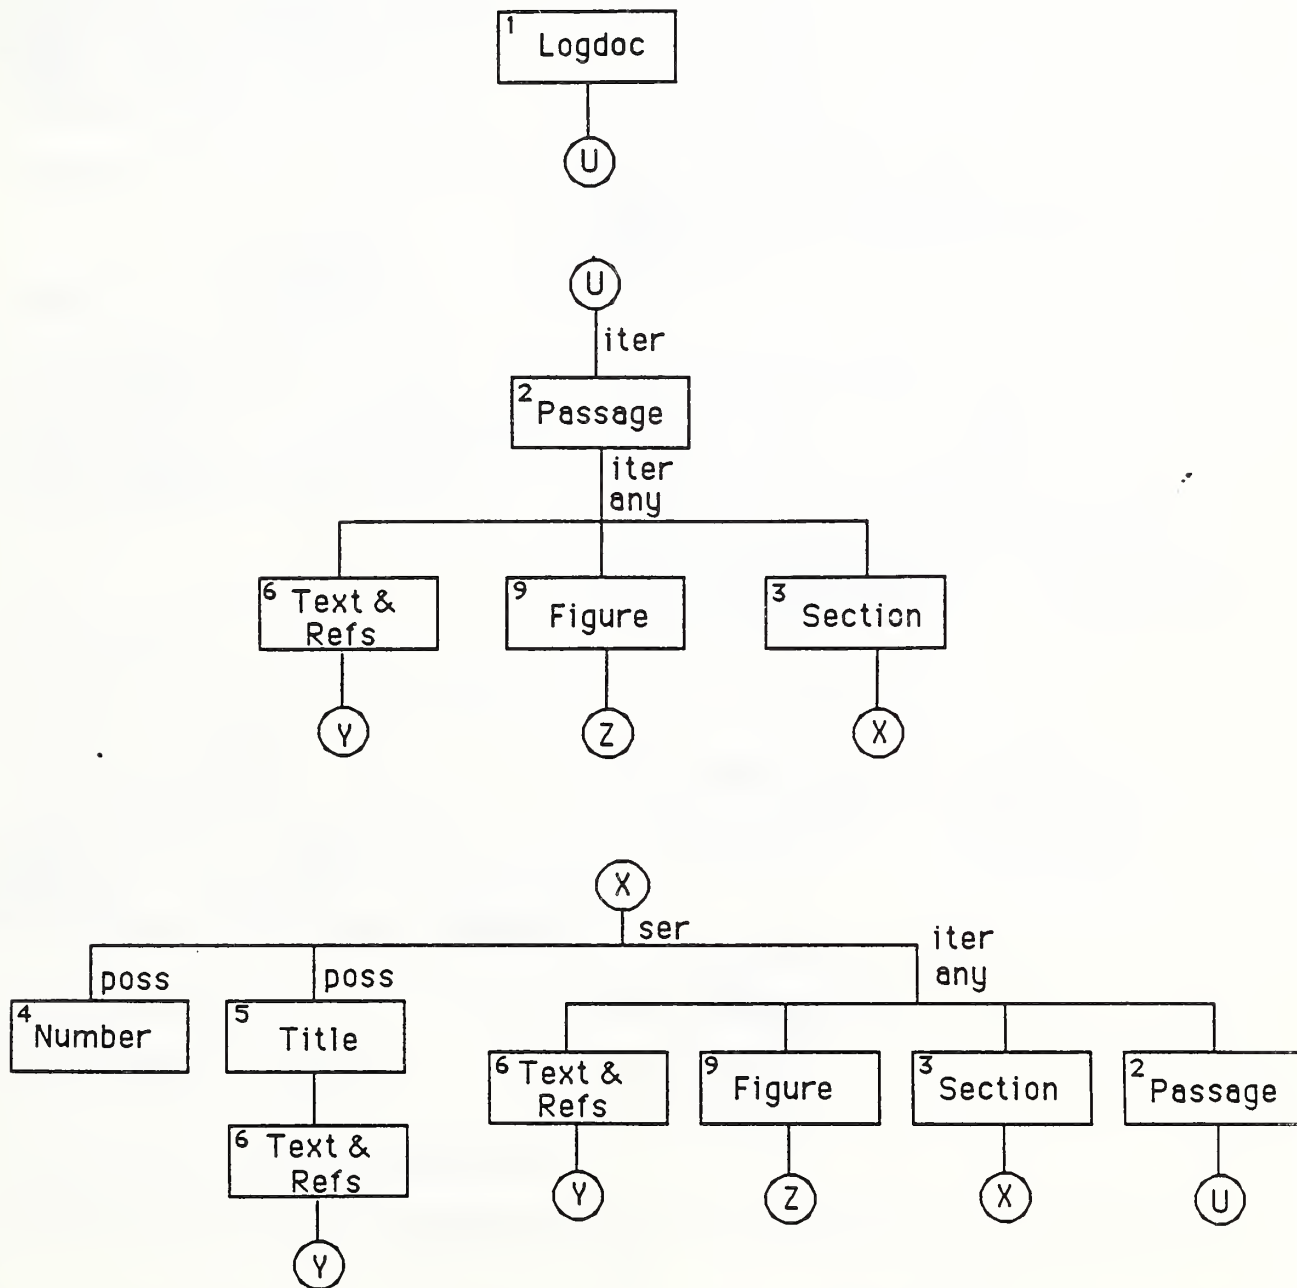 1 Logdoc
U
U
iter
2 Passage
iter
any
6 Text &
Refs
9 Figure
3 Section
Y
Z
X
X
ser
iter
any
poss
poss
4 Number
5 Title
6 Text &
Refs
9 Figure
3 Section
2 Passage
6 Text &
Refs
Y
Z
X
U
Y